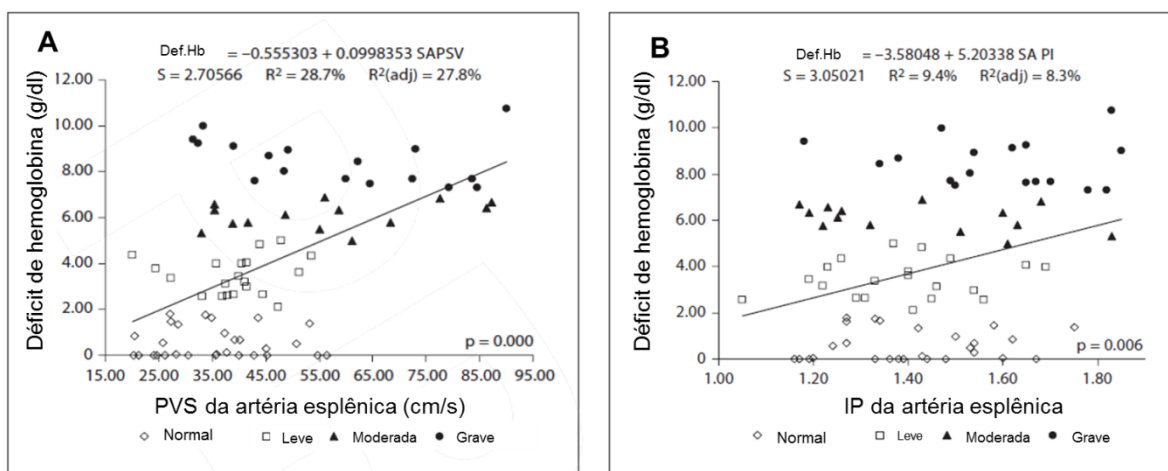 A
Def.Hb = –0.555303 + 0.0998353 SAPSV
S = 2.70566 R² = 28.7% R²(adj) = 27.8%
Déficit de hemoglobina (g/dl)
12.00
10.00
8.00
6.00
4.00
2.00
0
p = 0.000
15.00 25.00 35.00 45.00 55.00 65.00 75.00 85.00 95.00
PVS da artéria esplênica (cm/s)
Normal Leve Moderada Grave
B
Def.Hb = –3.58048 + 5.20338 SA PI
S = 3.05021 R² = 9.4% R²(adj) = 8.3%
Déficit de hemoglobina (g/dl)
12.00
10.00
8.00
6.00
4.00
2.00
0
p = 0.006
1.00 1.20 1.40 1.60 1.80
IP da artéria esplênica
Normal Leve Moderada Grave